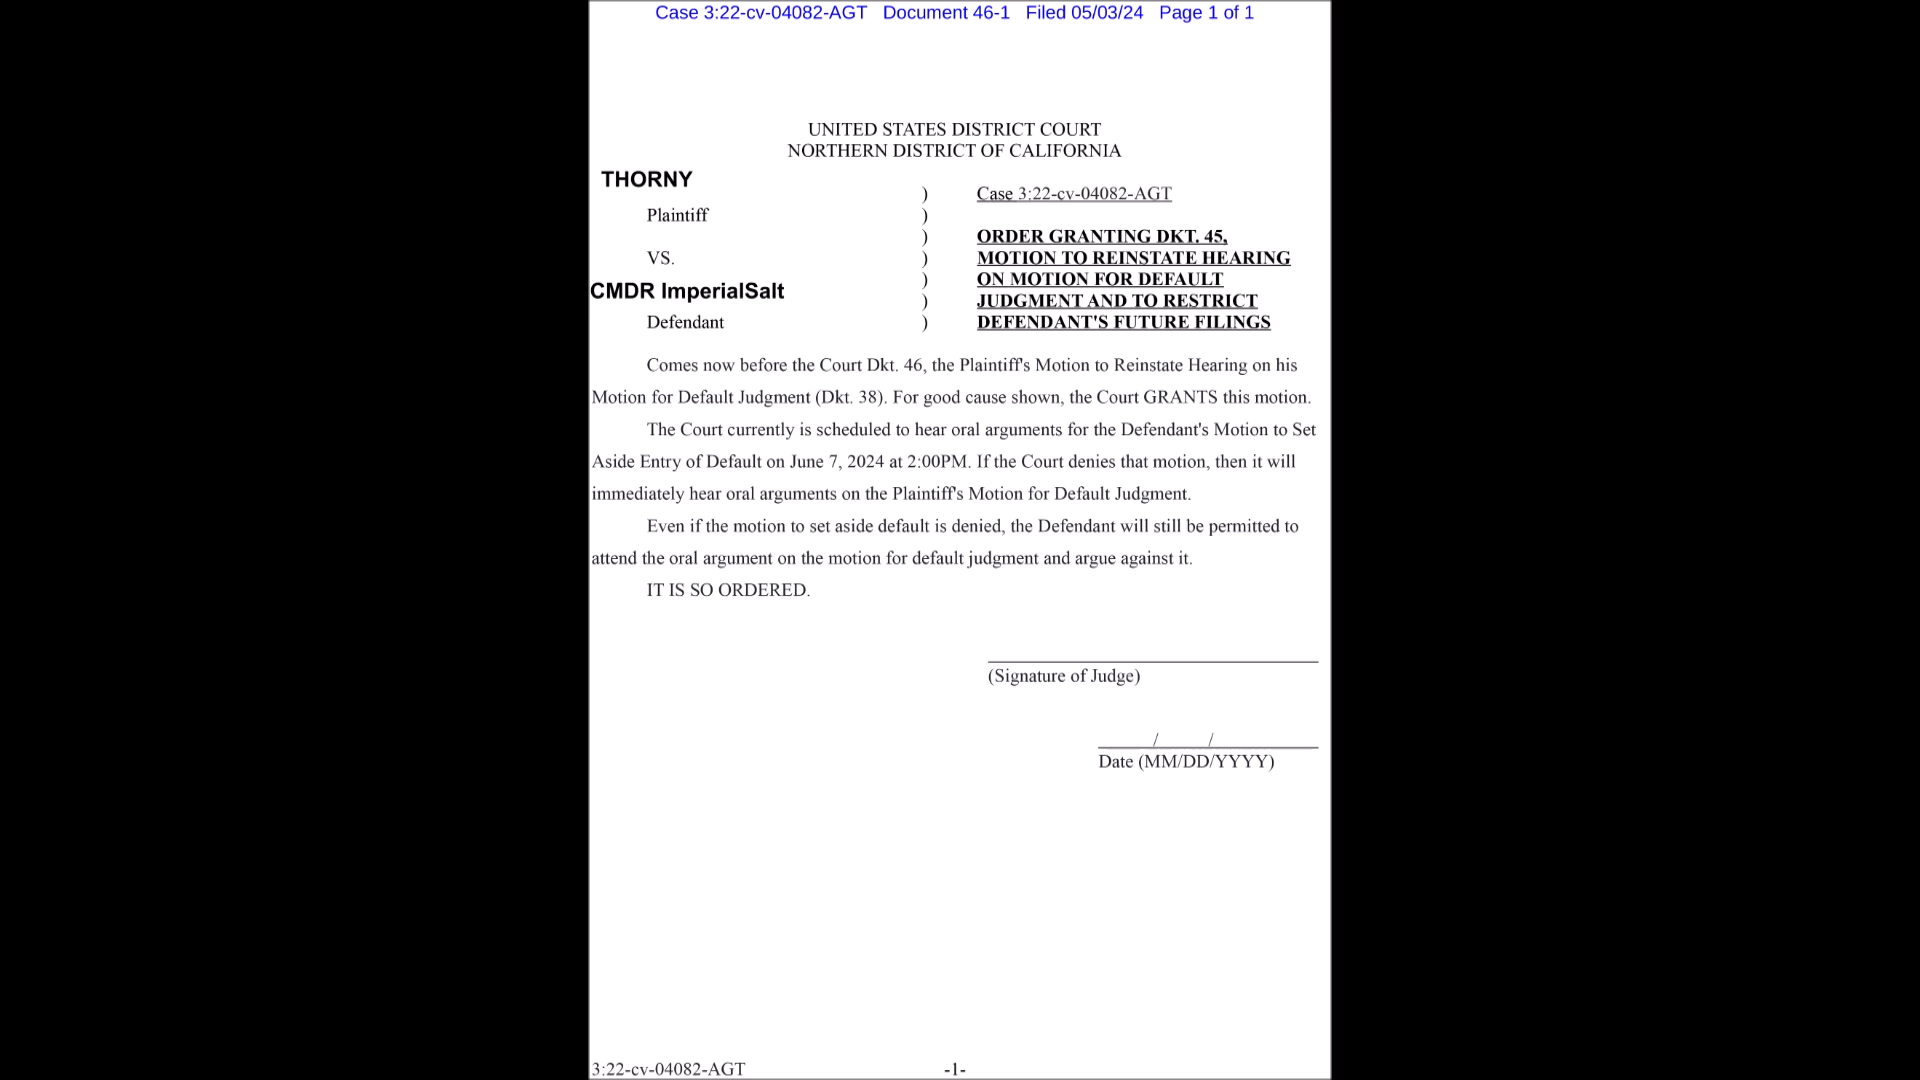 Case 3:22-cv-04082-AGT Document 46-1 Filed 05/03/24 Page 1 of 1
UNITED STATES DISTRICT COURT
NORTHERN DISTRICT OF CALIFORNIA
THORNY
Plaintiff
VS.
CMDR ImperialSalt
Defendant
)
)
)
)
)
)
)
Case 3:22-cv-04082-AGT
ORDER GRANTING DKT. 45,
MOTION TO REINSTATE HEARING
ON MOTION FOR DEFAULT
JUDGMENT AND TO RESTRICT
DEFENDANT'S FUTURE FILINGS
Comes now before the Court Dkt. 46, the Plaintiff's Motion to Reinstate Hearing on his
Motion for Default Judgment (Dkt. 38). For good cause shown, the Court GRANTS this motion.
The Court currently is scheduled to hear oral arguments for the Defendant's Motion to Set
Aside Entry of Default on June 7, 2024 at 2:00PM. If the Court denies that motion, then it will
immediately hear oral arguments on the Plaintiff's Motion for Default Judgment.
Even if the motion to set aside default is denied, the Defendant will still be permitted to
attend the oral argument on the motion for default judgment and argue against it.
IT IS SO ORDERED.
(Signature of Judge)
/ /
Date (MM/DD/YYYY)
3:22-cv-04082-AGT -1-